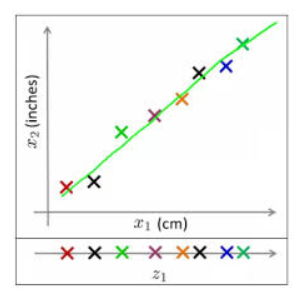 x₂ (inches)
x₁ (cm)
z₁